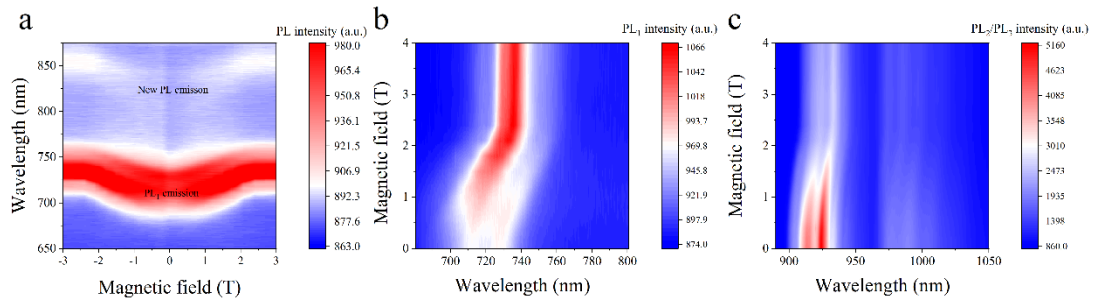 a
PL intensity (a.u.)
980.0
965.4
950.8
936.1
921.5
906.9
892.3
877.6
863.0
Wavelength (nm)
850
800
750
700
650
New PL emisson
PL1 emission
-3 -2 -1 0 1 2 3
Magnetic field (T)
b
PL1 intensity (a.u.)
1066
1042
1018
993.7
969.7
945.8
921.9
897.9
874.0
Magnetic field (T)
4
3
2
1
0
680 700 720 740 760 780 800
Wavelength (nm)
c
PL2/PL3 intensity (a.u.)
5160
4623
4085
3548
3010
2473
1935
1398
860.0
Magnetic field (T)
4
3
2
1
0
900 950 1000 1050
Wavelength (nm)